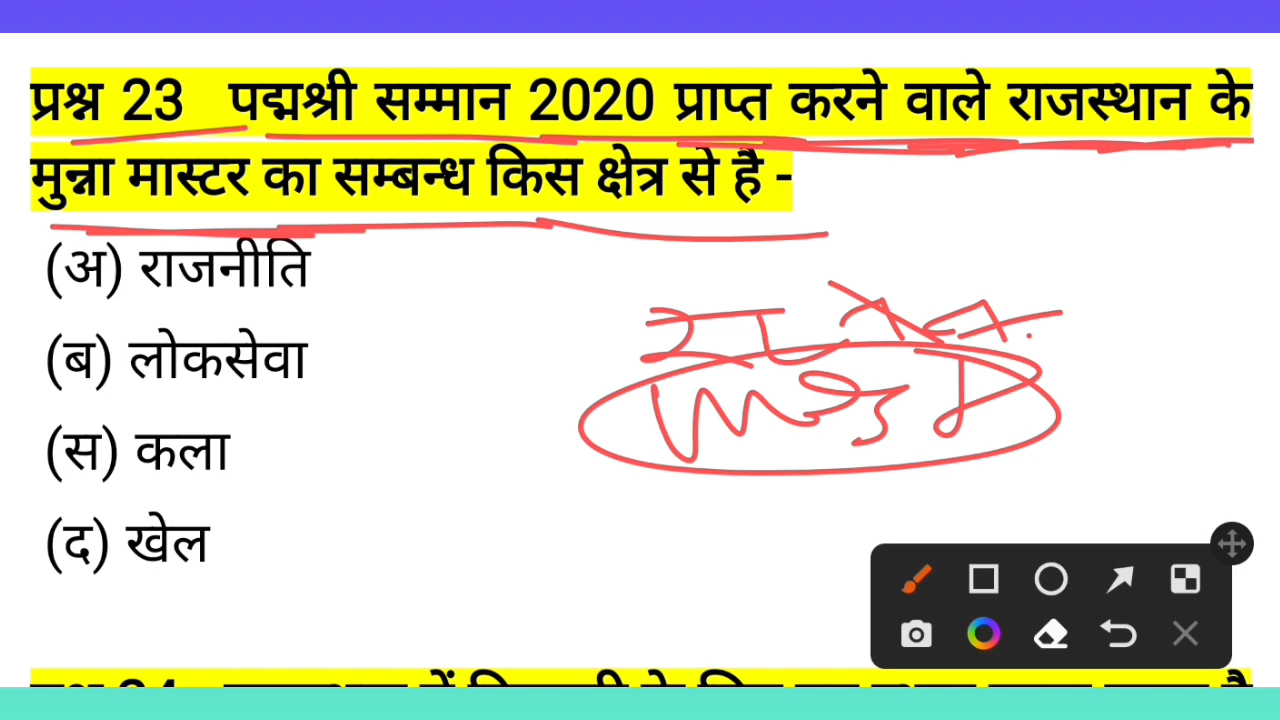 प्रश्न 23 पद्मश्री सम्मान 2020 प्राप्त करने वाले राजस्थान के
मुन्ना मास्टर का सम्बन्ध किस क्षेत्र से है -
(अ) राजनीति
(ब) लोकसेवा
(स) कला
(द) खेल